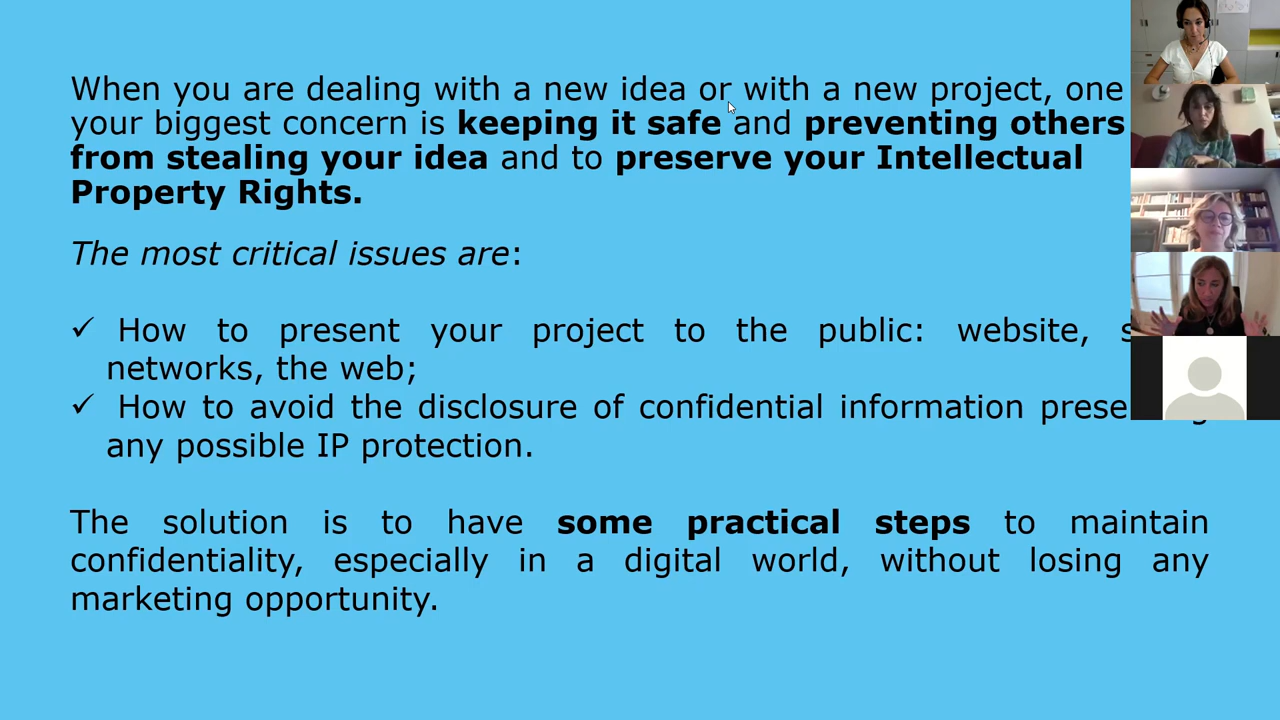 When you are dealing with a new idea or with a new project, one
your biggest concern is keeping it safe and preventing others
from stealing your idea and to preserve your Intellectual
Property Rights.
The most critical issues are:
✓ How to present your project to the public: website,
networks, the web;
✓ How to avoid the disclosure of confidential information
any possible IP protection.
The solution is to have some practical steps to maintain
confidentiality, especially in a digital world, without losing any
marketing opportunity.